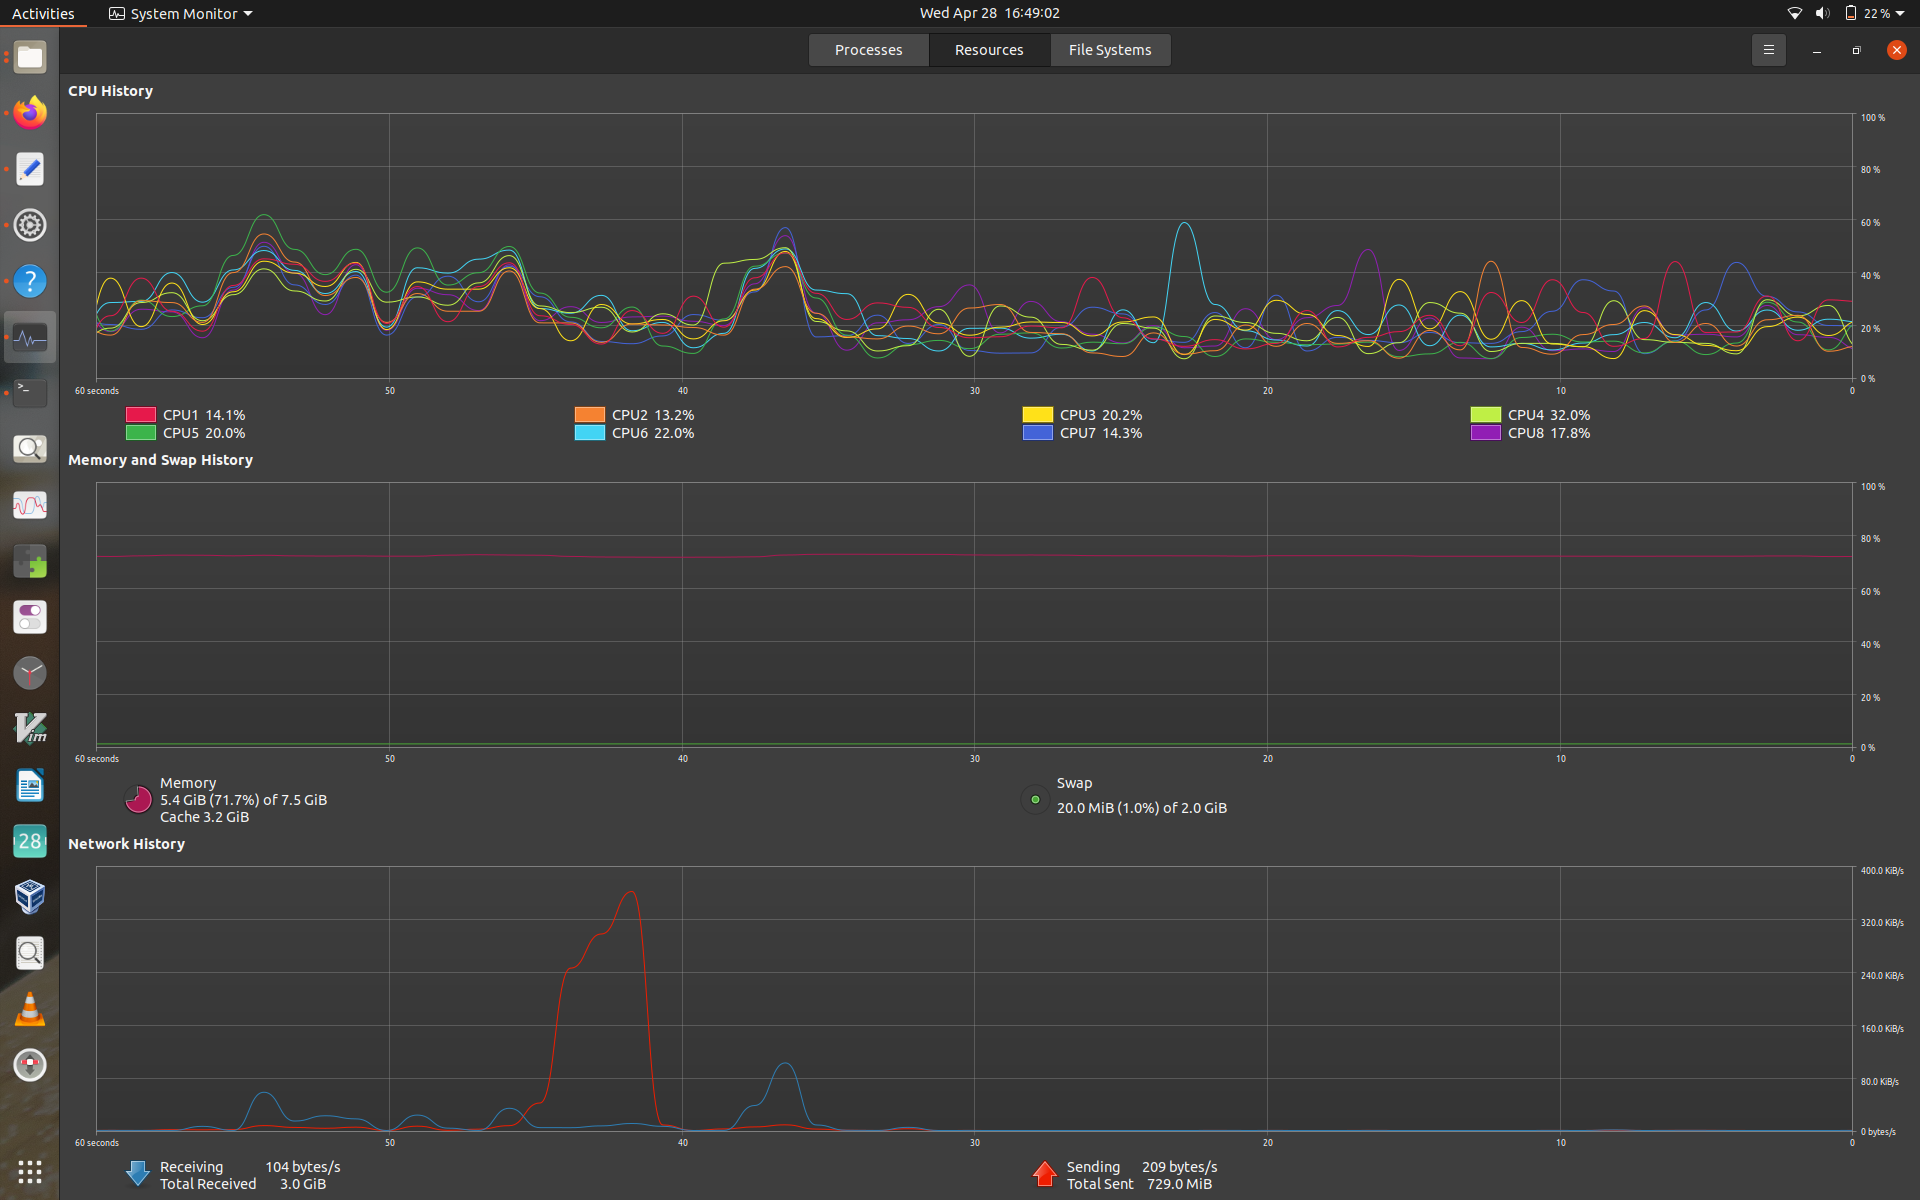 Activities System Monitor Wed Apr 28 16:49:02 22 %
Processes Resources File Systems
CPU History
100 %
80 %
60 %
40 %
20 %
0 %
60 seconds 50 40 30 20 10 0
CPU1 14.1% CPU2 13.2% CPU3 20.2% CPU4 32.0%
CPU5 20.0% CPU6 22.0% CPU7 14.3% CPU8 17.8%
Memory and Swap History
100 %
80 %
60 %
40 %
20 %
0 %
60 seconds 50 40 30 20 10 0
Memory Swap
5.4 GiB (71.7%) of 7.5 GiB 20.0 MiB (1.0%) of 2.0 GiB
Cache 3.2 GiB
Network History
400.0 KiB/s
320.0 KiB/s
240.0 KiB/s
160.0 KiB/s
80.0 KiB/s
0 bytes/s
60 seconds 50 40 30 20 10 0
Receiving 104 bytes/s Sending 209 bytes/s
Total Received 3.0 GiB Total Sent 729.0 MiB
?
>_
Vim
28